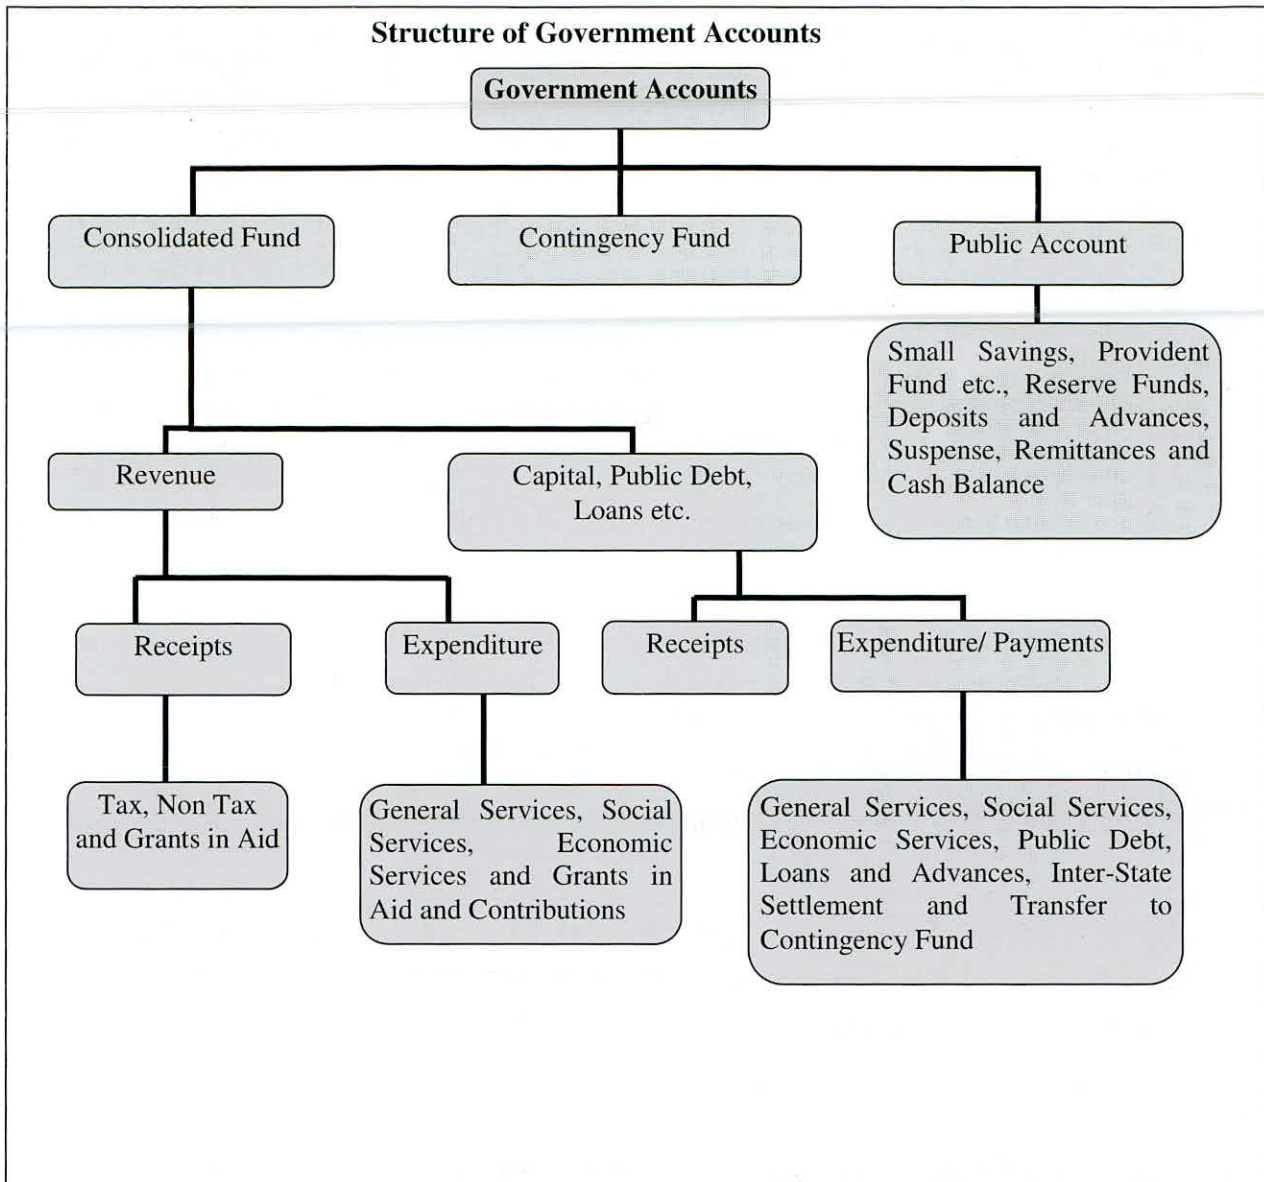 Structure of Government Accounts
Government Accounts
Consolidated Fund
Contingency Fund
Public Account
Small Savings, Provident
Fund etc., Reserve Funds,
Deposits and Advances,
Suspense, Remittances and
Cash Balance
Revenue
Capital, Public Debt,
Loans etc.
Receipts
Expenditure
Receipts
Expenditure/ Payments
Tax, Non Tax
and Grants in Aid
General Services, Social
Services, Economic
Services and Grants in
Aid and Contributions
General Services, Social Services,
Economic Services, Public Debt,
Loans and Advances, Inter-State
Settlement and Transfer to
Contingency Fund